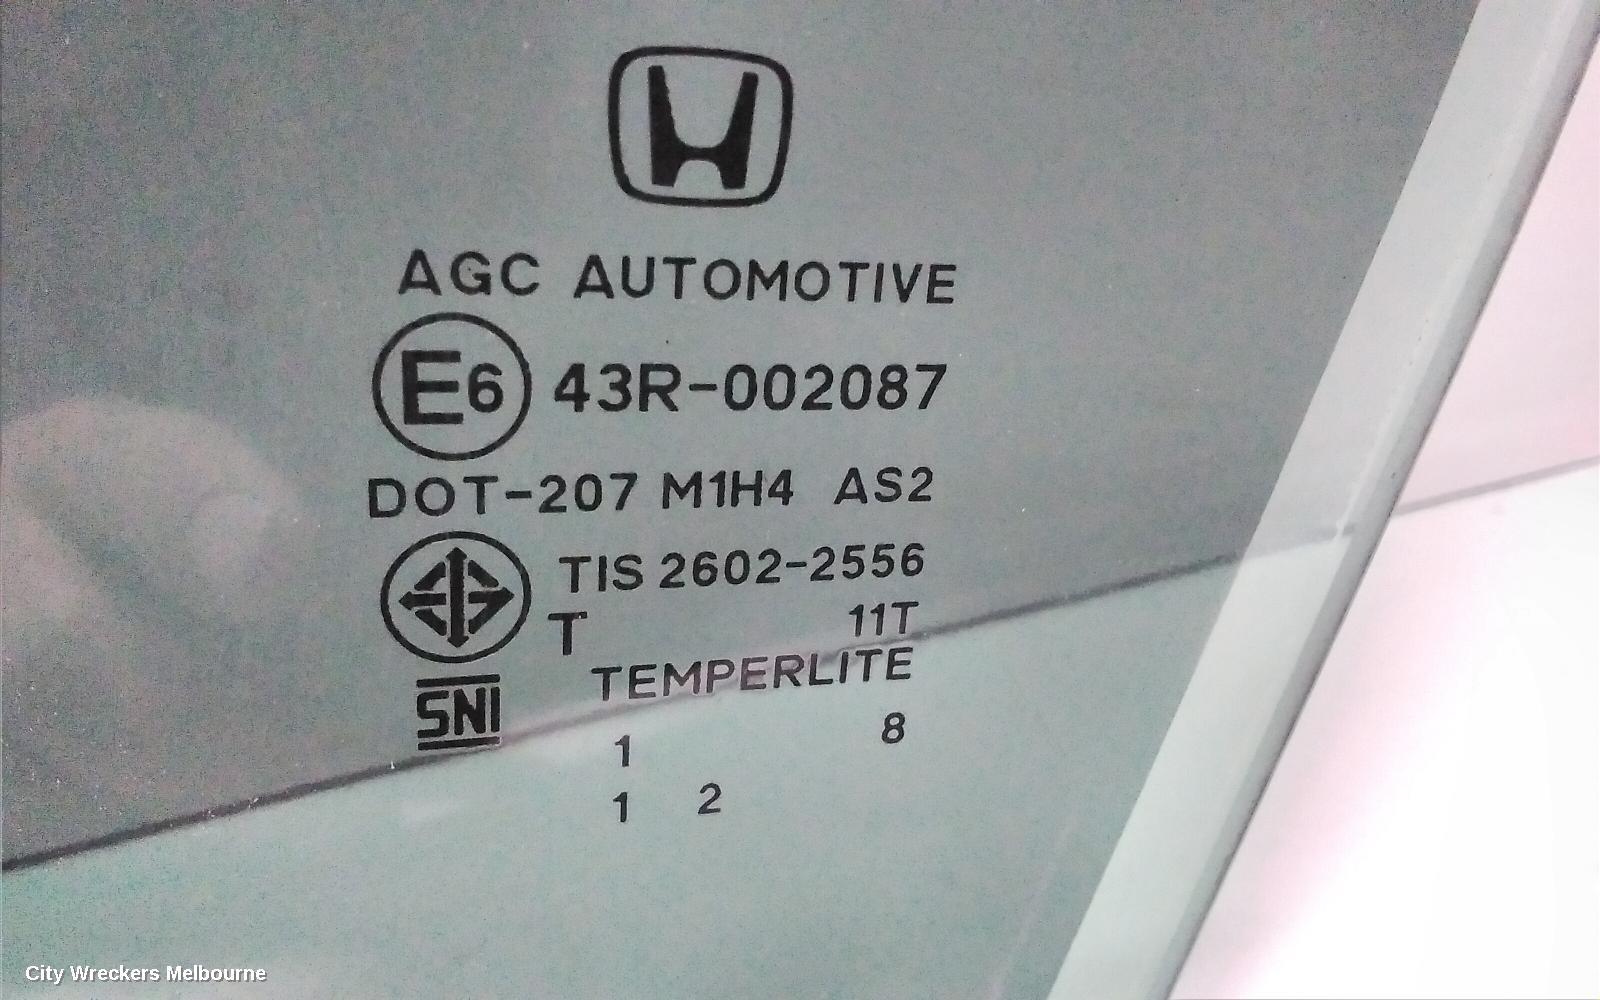 AGC AUTOMOTIVE
E6 43R-002087
DOT-207 M1H4 AS2
TIS 2602-2556
T 11T
TEMPERLITE
SNI
1 8
1 2
City Wreckers Melbourne